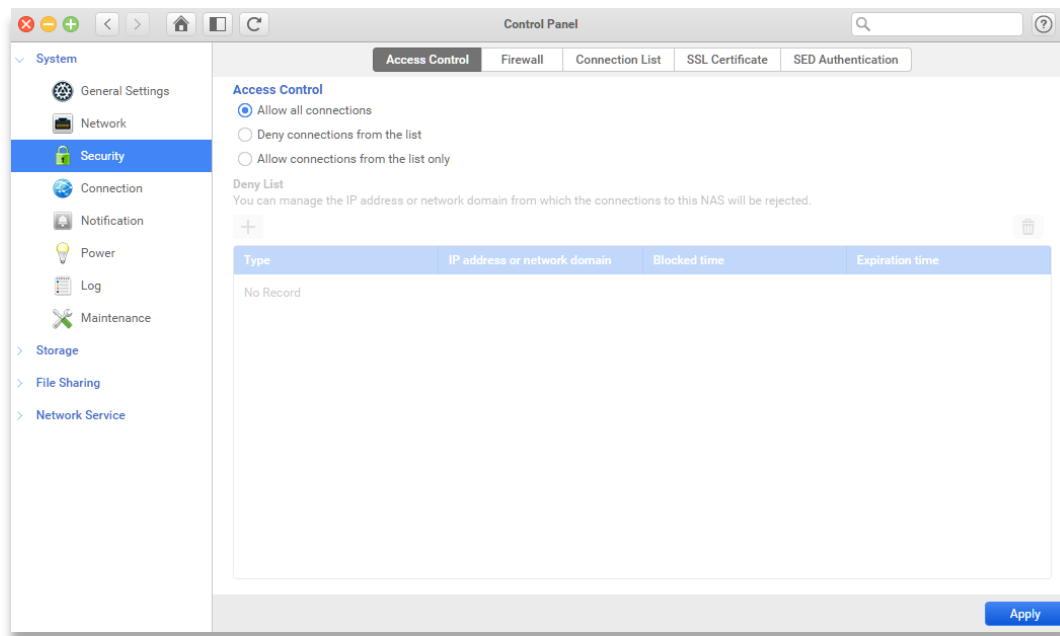 Control Panel
?
System
General Settings
Network
Security
Connection
Notification
Power
Log
Maintenance
Storage
File Sharing
Network Service
Access Control Firewall Connection List SSL Certificate SED Authentication
Access Control
Allow all connections
Deny connections from the list
Allow connections from the list only
Deny List
You can manage the IP address or network domain from which the connections to this NAS will be rejected.
Type IP address or network domain Blocked time Expiration time
No Record
Apply